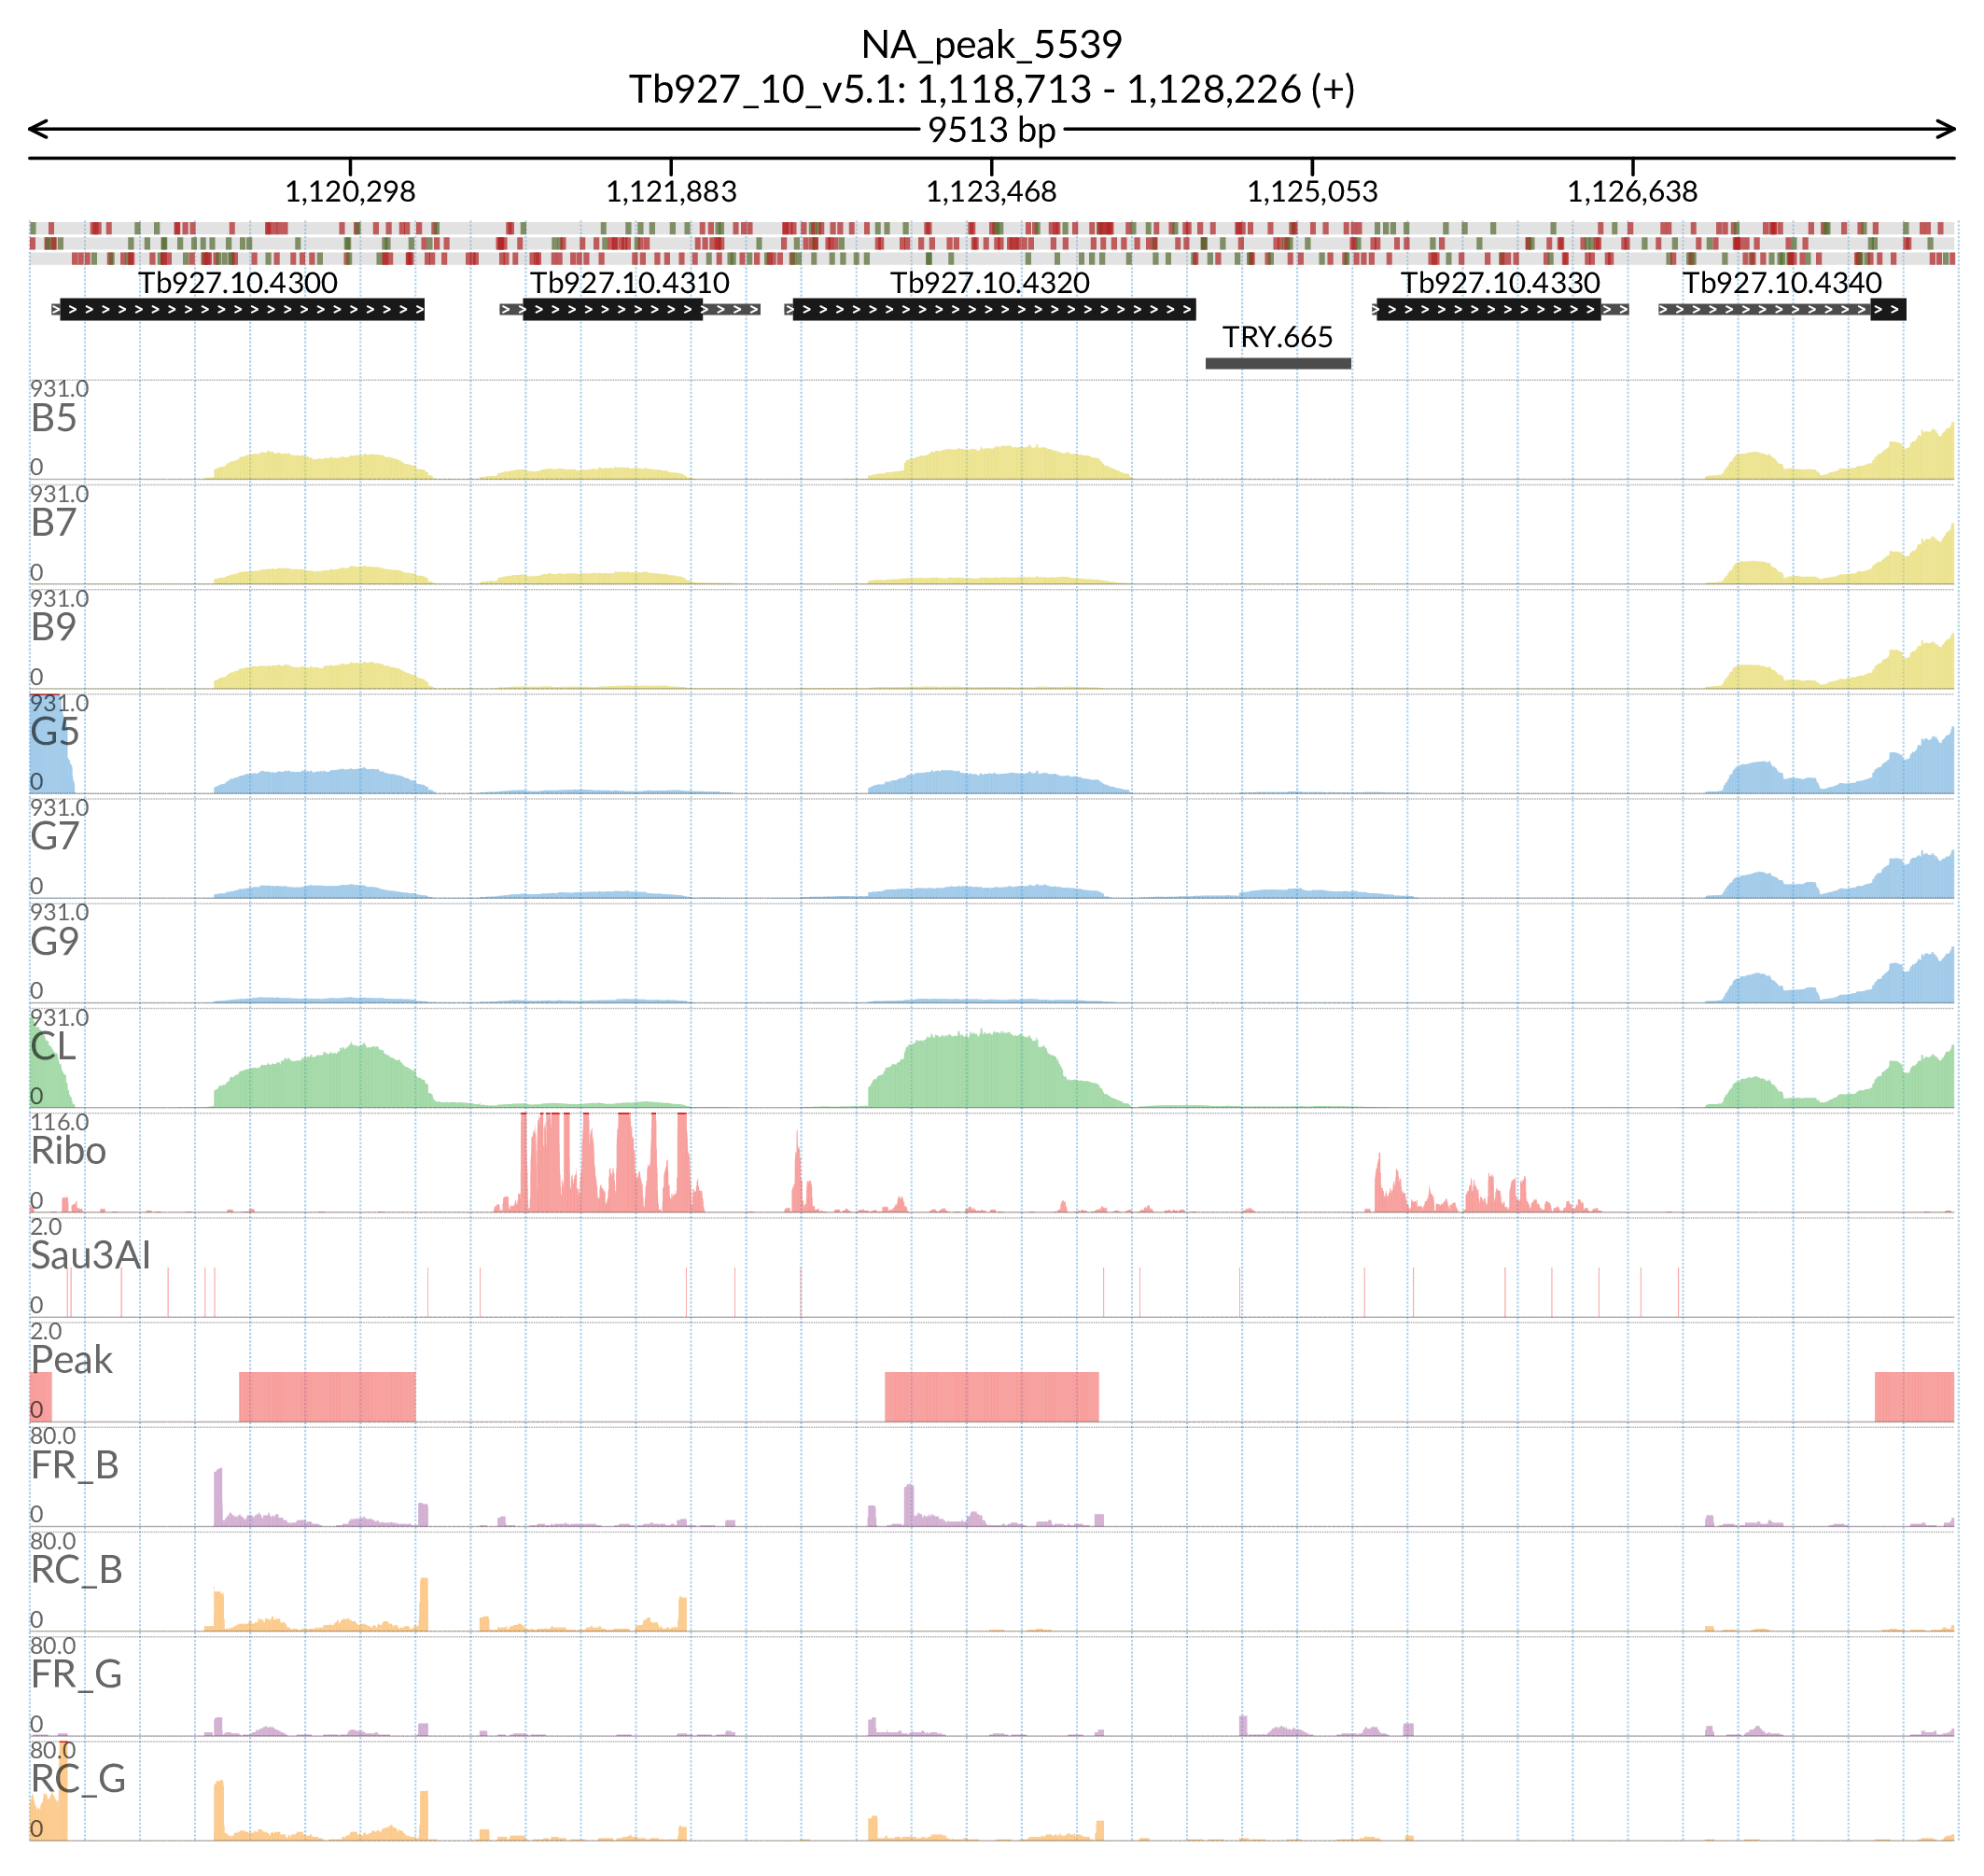 NA_peak_5539
Tb927_10_v5.1: 1,118,713 - 1,128,226 (+)
9513 bp
1,120,298 1,121,883 1,123,468 1,125,053 1,126,638
Tb927.10.4300 Tb927.10.4310 Tb927.10.4320 Tb927.10.4330 Tb927.10.4340
TRY.665
931.0
B5
0
931.0
B7
0
931.0
B9
0
931.0
G5
0
931.0
G7
0
931.0
G9
0
931.0
CL
0
116.0
Ribo
0
2.0
Sau3AI
0
2.0
Peak
0
80.0
FR_B
0
80.0
RC_B
0
80.0
FR_G
0
80.0
RC_G
0